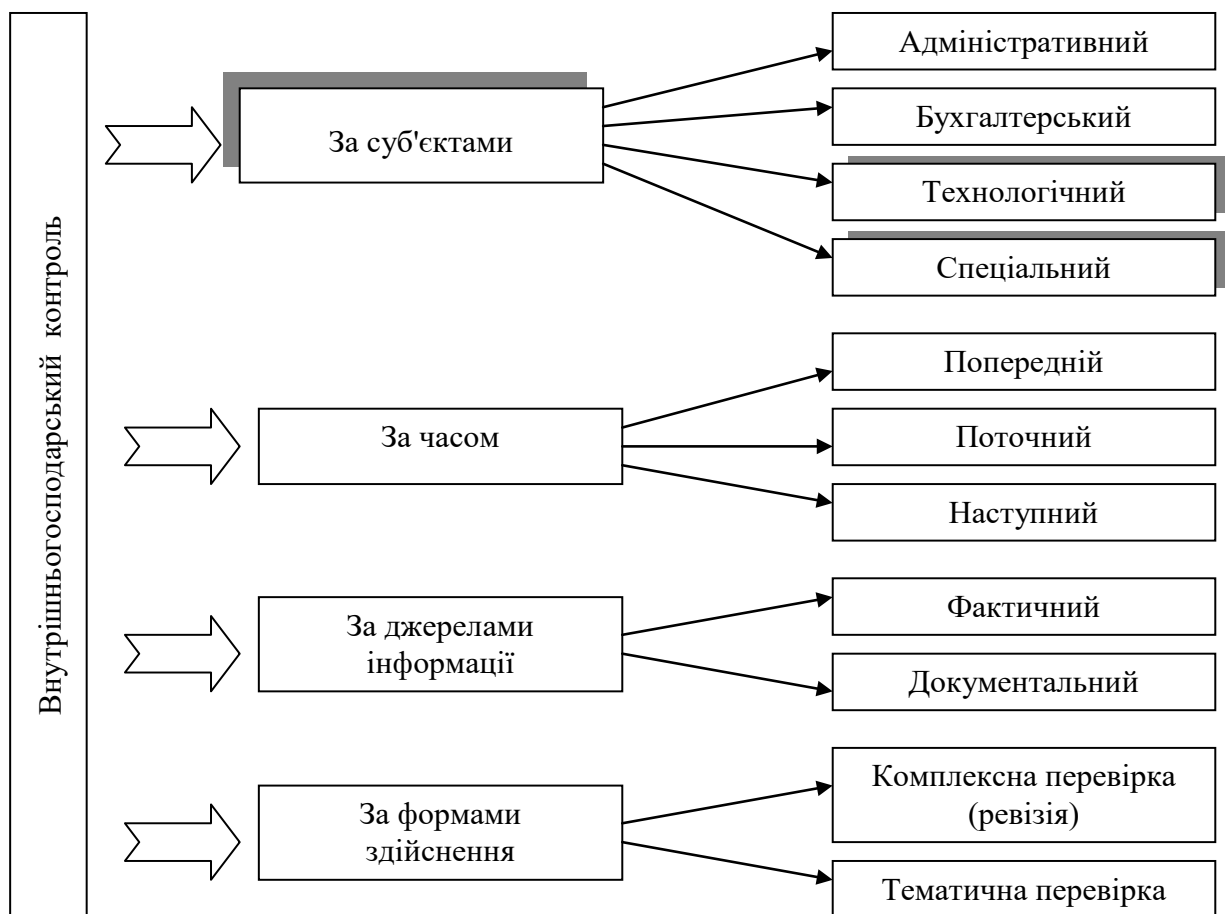 Внутрішньогосподарський контроль
За суб'єктами
Адміністративний
Бухгалтерський
Технологічний
Спеціальний
За часом
Попередній
Поточний
Наступний
За джерелами
інформації
Фактичний
Документальний
За формами
здійснення
Комплексна перевірка
(ревізія)
Тематична перевірка